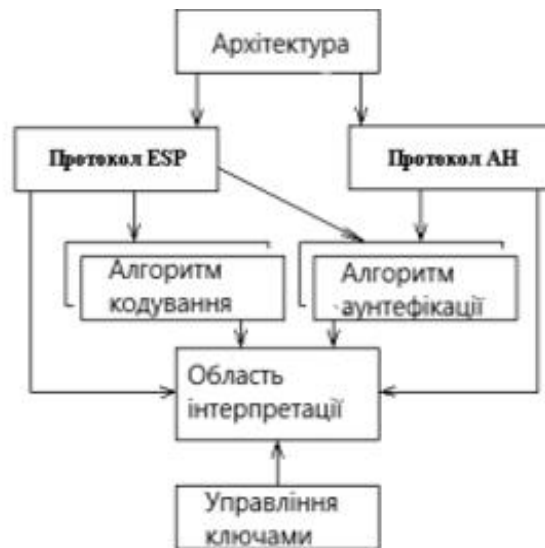 Архітектура
Протокол ESP
Протокол AH
Алгоритм
кодування
Алгоритм
аунтефікації
Область
інтерпретації
Управління
ключами